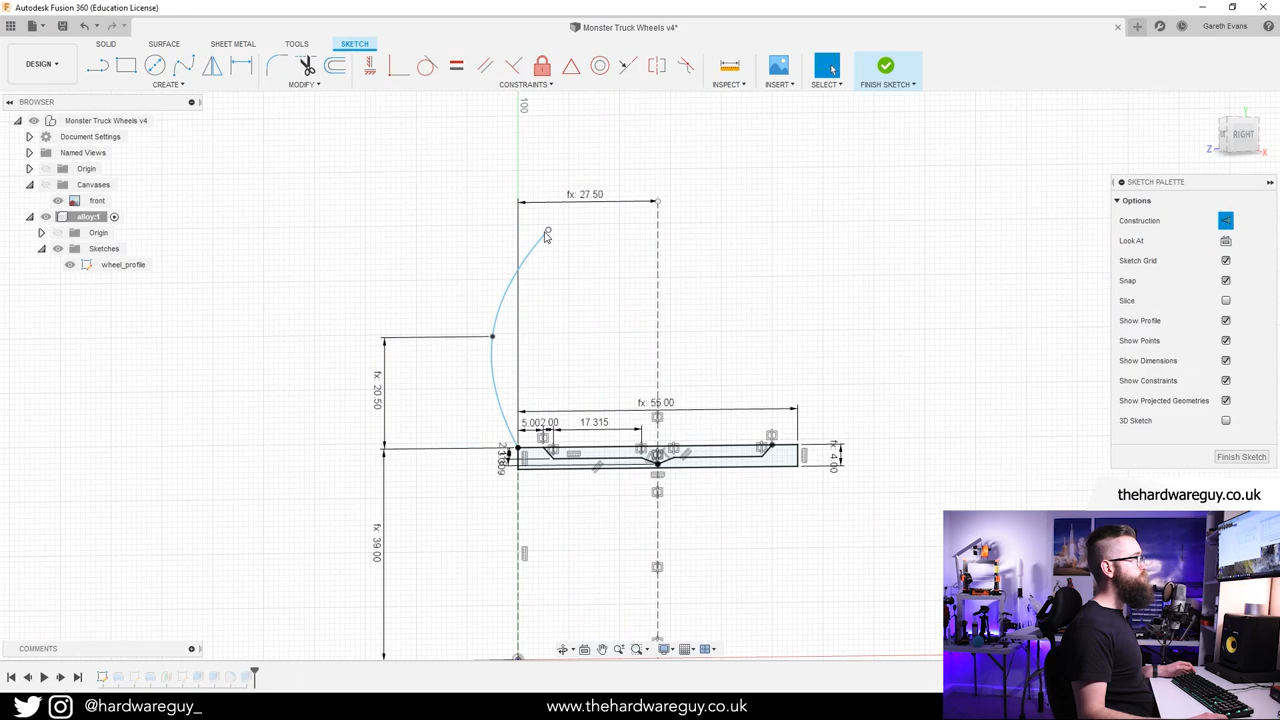 Autodesk Fusion 360 (Education License)
Monster Truck Wheels v4*
Gareth Evans
DESIGN
SOLID
SURFACE
SHEET METAL
TOOLS
SKETCH
CREATE
MODIFY
CONSTRAINTS
INSPECT
INSERT
SELECT
FINISH SKETCH
BROWSER
Monster Truck Wheels v4
Document Settings
Named Views
Origin
Canvases
front
alloy:1
Origin
Sketches
wheel_profile
100
fx: 27.50
fx: 20.50
fx: 55.00
5.00
2.00
17.315
fx: 4.00
fx: 39.00
Y
RIGHT
Z
X
SKETCH PALETTE
Options
Construction
Look At
Sketch Grid
Snap
Slice
Show Profile
Show Points
Show Dimensions
Show Constraints
Show Projected Geometries
3D Sketch
Finish Sketch
thehardwareguy.co.uk
COMMENTS
@hardwareguy_
www.thehardwareguy.co.uk